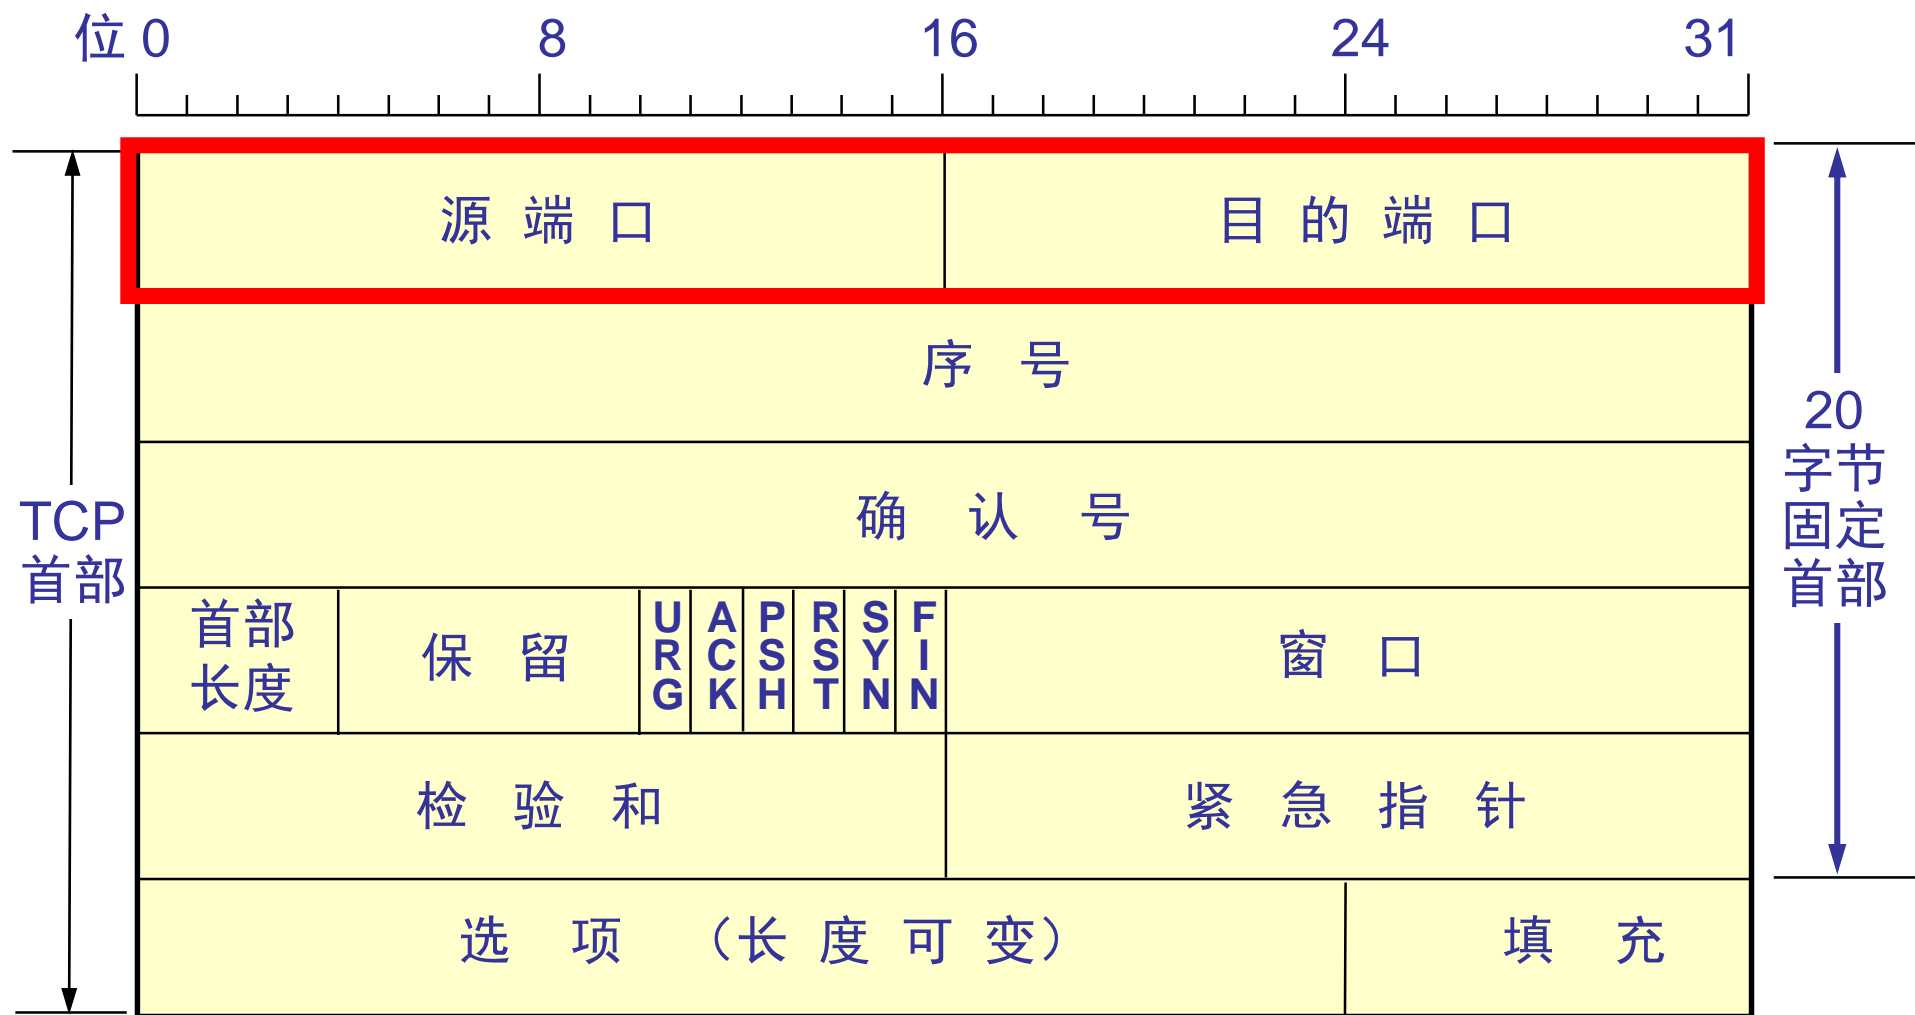 位 0 8 16 24 31
源端口 目的端口
序号
确认号
TCP
首部
20
字节
固定
首部
首部
长度
保留
URG
ACK
PSH
RST
SYN
FIN
窗口
检验和 紧急指针
选项（长度可变） 填充